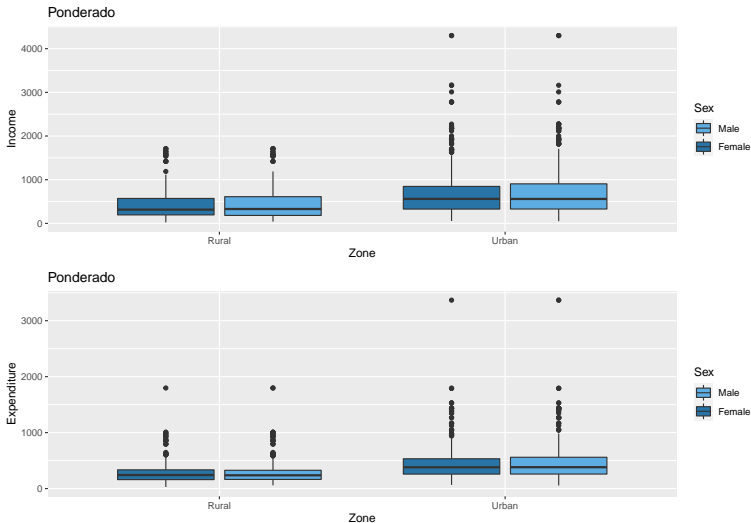 Ponderado
4000
3000
2000
1000
0
Income
Rural
Urban
Zone
Sex
Male
Female
Ponderado
3000
2000
1000
0
Expenditure
Rural
Urban
Zone
Sex
Male
Female